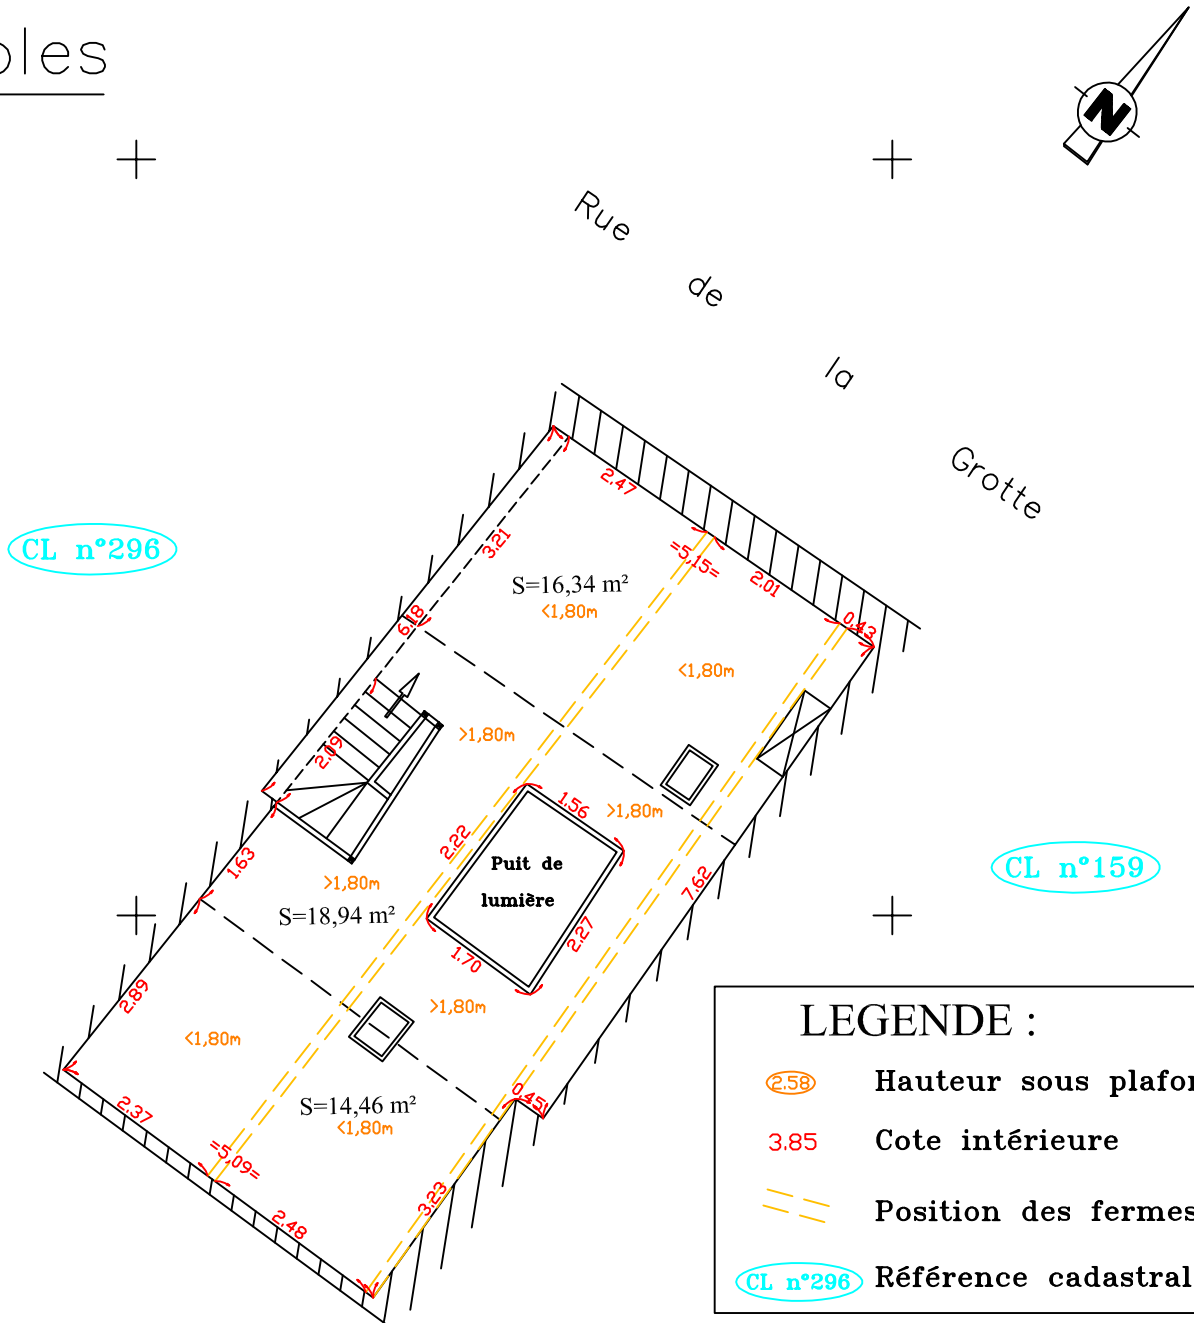 bles
N
Rue
de
la
Grotte
CL n°296
2.47
3.21
=5,15=
2.01
0.43
S=16,34 m²
<1,80m
6.18
<1,80m
>1,80m
2.09
1.56
>1,80m
2.22
Puit de
lumière
1.63
>1,80m
7.62
CL n°159
S=18,94 m²
2.27
1.70
2.89
>1,80m
<1,80m
0.45
2.37
S=14,46 m²
<1,80m
=5,09=
3.23
2.48
LEGENDE :
2.58 Hauteur sous plafon
3.85 Cote intérieure
Position des fermes
CL n°296 Référence cadastral